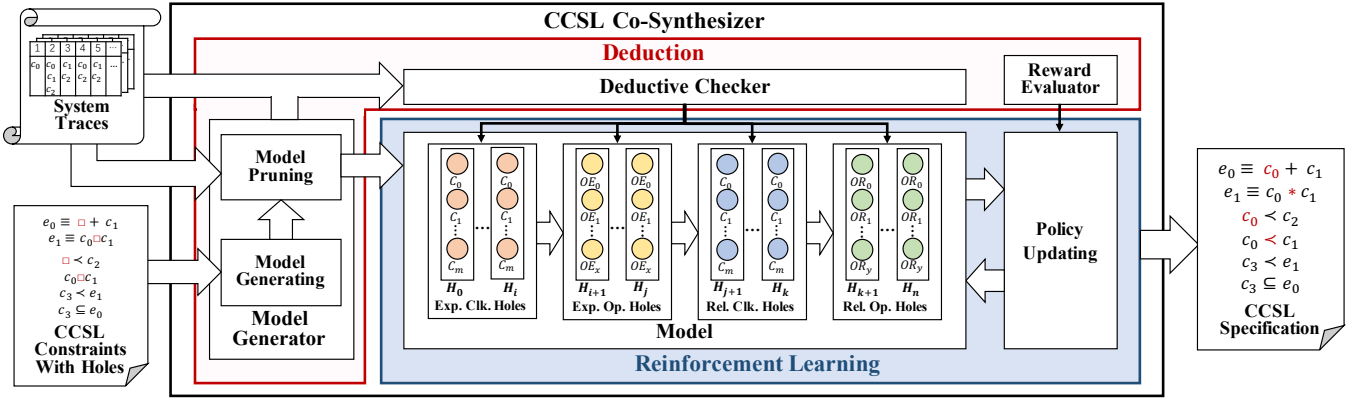 CCSL Co-Synthesizer
Deduction
1 2 3 4 5 ...
c₀ c₀ c₁ c₀ c₁ ...
c₁ c₂ c₂ c₂
c₂
System
Traces
Deductive Checker
Reward
Evaluator
Model
Pruning
Model
Generating
Model
Generator
e₀ ≡ □ + c₁
e₁ ≡ c₀□c₁
□ ≺ c₂
c₀□c₁
c₃ ≺ e₁
c₃ ⊆ e₀
CCSL
Constraints
With Holes
C₀ C₀ OE₀ OE₀ C₀ C₀ OR₀ OR₀
C₁ C₁ OE₁ OE₁ C₁ C₁ OR₁ OR₁
... ... ... ...
Cₘ Cₘ OEₓ OEₓ Cₘ Cₘ ORᵧ ORᵧ
H₀ Hᵢ Hᵢ₊₁ Hⱼ Hⱼ₊₁ Hₖ Hₖ₊₁ Hₙ
Exp. Clk. Holes Exp. Op. Holes Rel. Clk. Holes Rel. Op. Holes
Model
Reinforcement Learning
Policy
Updating
e₀ ≡ c₀ + c₁
e₁ ≡ c₀ * c₁
c₀ ≺ c₂
c₀ ≺ c₁
c₃ ≺ e₁
c₃ ⊆ e₀
CCSL
Specification